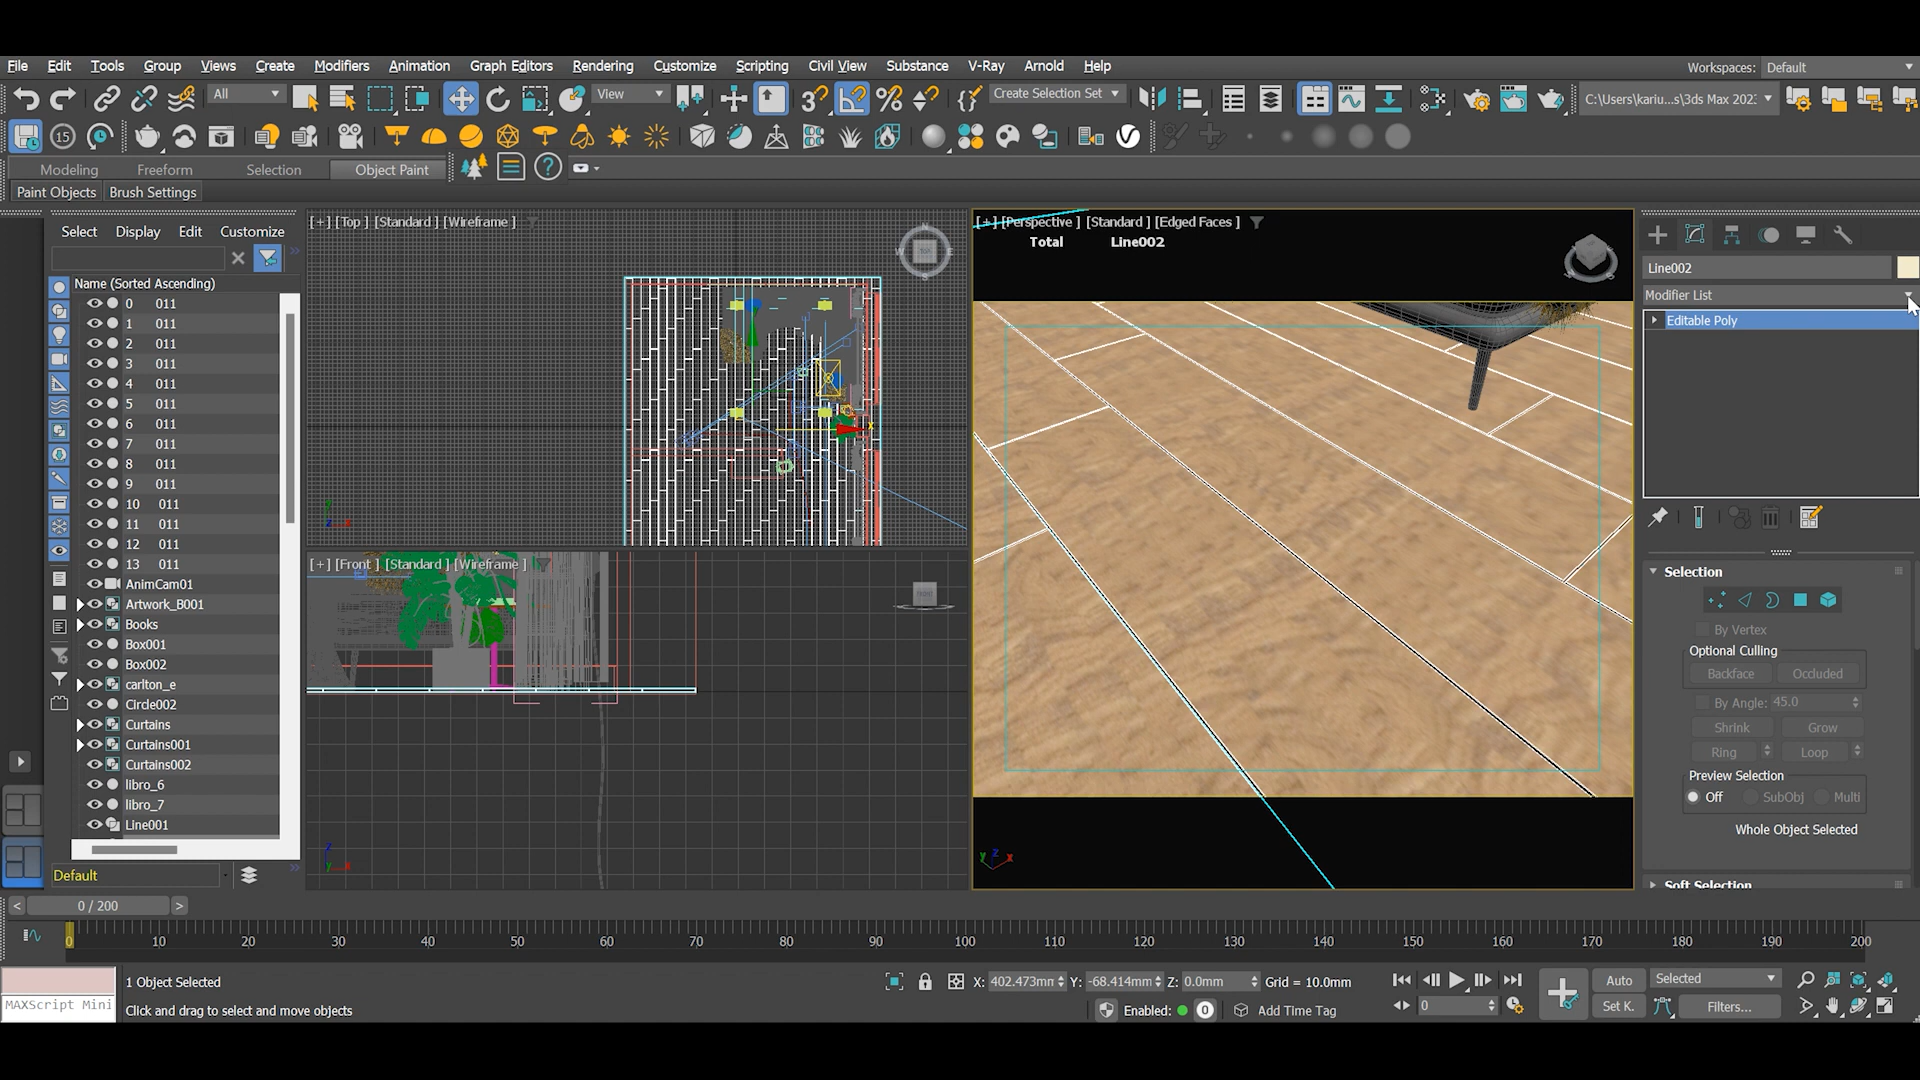 File Edit Tools Group Views Create Modifiers Animation Graph Editors Rendering Customize Scripting Civil View Substance V-Ray Arnold Help
Workspaces: Default
All
View
Create Selection Set
C:\Users\kariu...s\3ds Max 202
15
Modeling Freeform Selection Object Paint
Paint Objects Brush Settings
Select Display Edit Customize
Name (Sorted Ascending)
0 011
1 011
2 011
3 011
4 011
5 011
6 011
7 011
8 011
9 011
10 011
11 011
12 011
13 011
AnimCam01
Artwork_B001
Books
Box001
Box002
carlton_e
Circle002
Curtains
Curtains001
Curtains002
libro_6
libro_7
Line001
Default
[+] [Top ] [Standard ] [Wireframe ]
[+] [Front ] [Standard ] [Wireframe ]
[+] [Perspective ] [Standard ] [Edged Faces ]
Total Line002
Line002
Modifier List
Editable Poly
Selection
By Vertex
Optional Culling
Backface Occluded
By Angle: 45.0
Shrink Grow
Ring Loop
Preview Selection
Off SubObj Multi
Whole Object Selected
Soft Selection
< 0 / 200 >
0 10 20 30 40 50 60 70 80 90 100 110 120 130 140 150 160 170 180 190 200
MAXScript Mini
1 Object Selected
Click and drag to select and move objects
X: 402.473mm Y: -68.414mm Z: 0.0mm Grid = 10.0mm
Enabled: 0 Add Time Tag
0
Auto Selected
Set K. Filters...